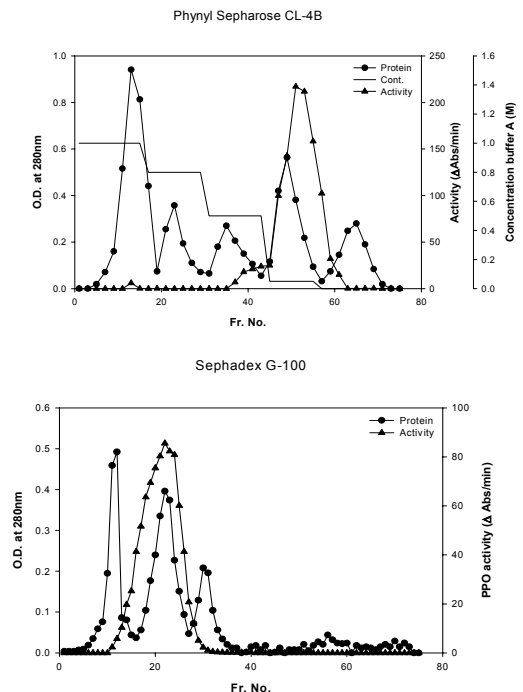 Phynyl Sepharose CL-4B
1.0
0.8
0.6
0.4
0.2
0.0
O.D. at 280nm
Protein
Cont.
Activity
250
200
150
100
50
0
Activity (ΔAbs/min)
1.6
1.4
1.2
1.0
0.8
0.6
0.4
0.2
0.0
Concentration buffer A (M)
0 20 40 60 80
Fr. No.
Sephadex G-100
0.6
0.5
0.4
0.3
0.2
0.1
0.0
O.D. at 280nm
Protein
Activity
100
80
60
40
20
0
PPO activity (Δ Abs/min)
0 20 40 60 80
Fr. No.